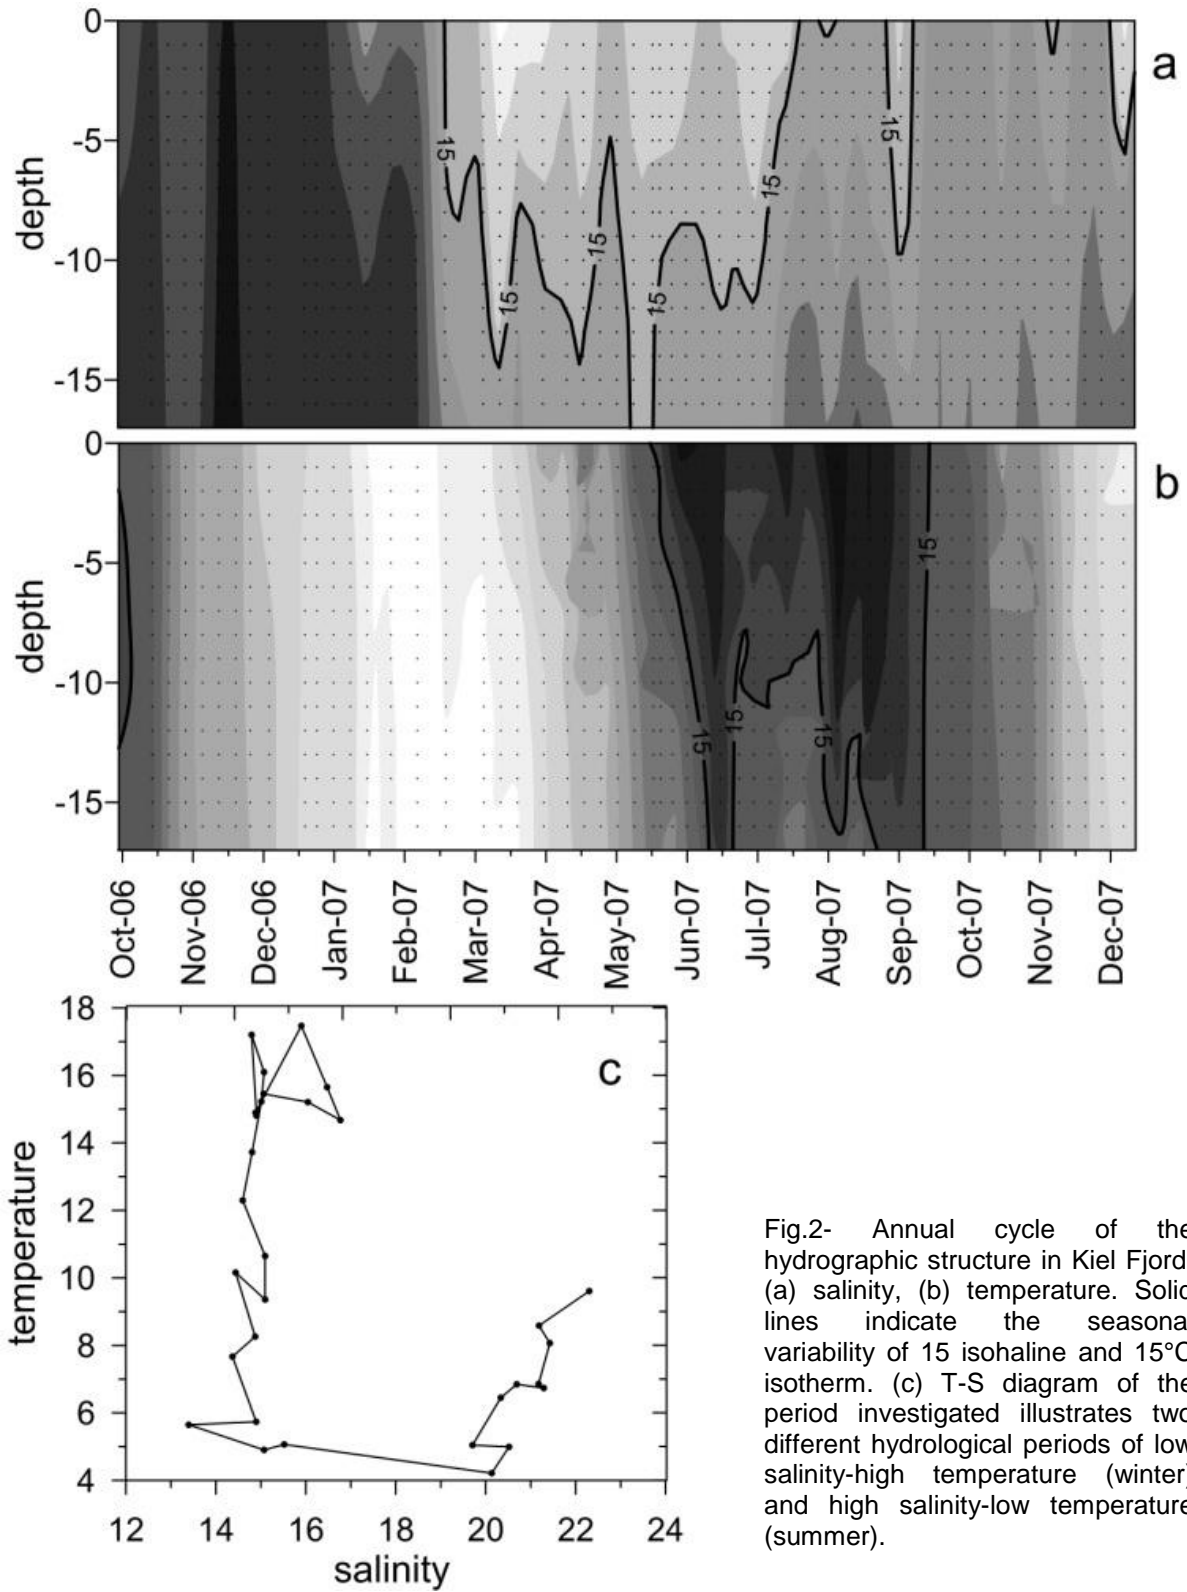 0
a
-5
depth
-10
-15
15
15
15
15
15
15
0
b
-5
depth
-10
-15
15
15
15
15
Oct-06
Nov-06
Dec-06
Jan-07
Feb-07
Mar-07
Apr-07
May-07
Jun-07
Jul-07
Aug-07
Sep-07
Oct-07
Nov-07
Dec-07
18
16
14
12
10
8
6
4
temperature
c
12 14 16 18 20 22 24
salinity
Fig.2- Annual cycle of the
hydrographic structure in Kiel Fjord
(a) salinity, (b) temperature. Solid
lines indicate the seasonal
variability of 15 isohaline and 15°C
isotherm. (c) T-S diagram of the
period investigated illustrates two
different hydrological periods of low
salinity-high temperature (winter)
and high salinity-low temperature
(summer).